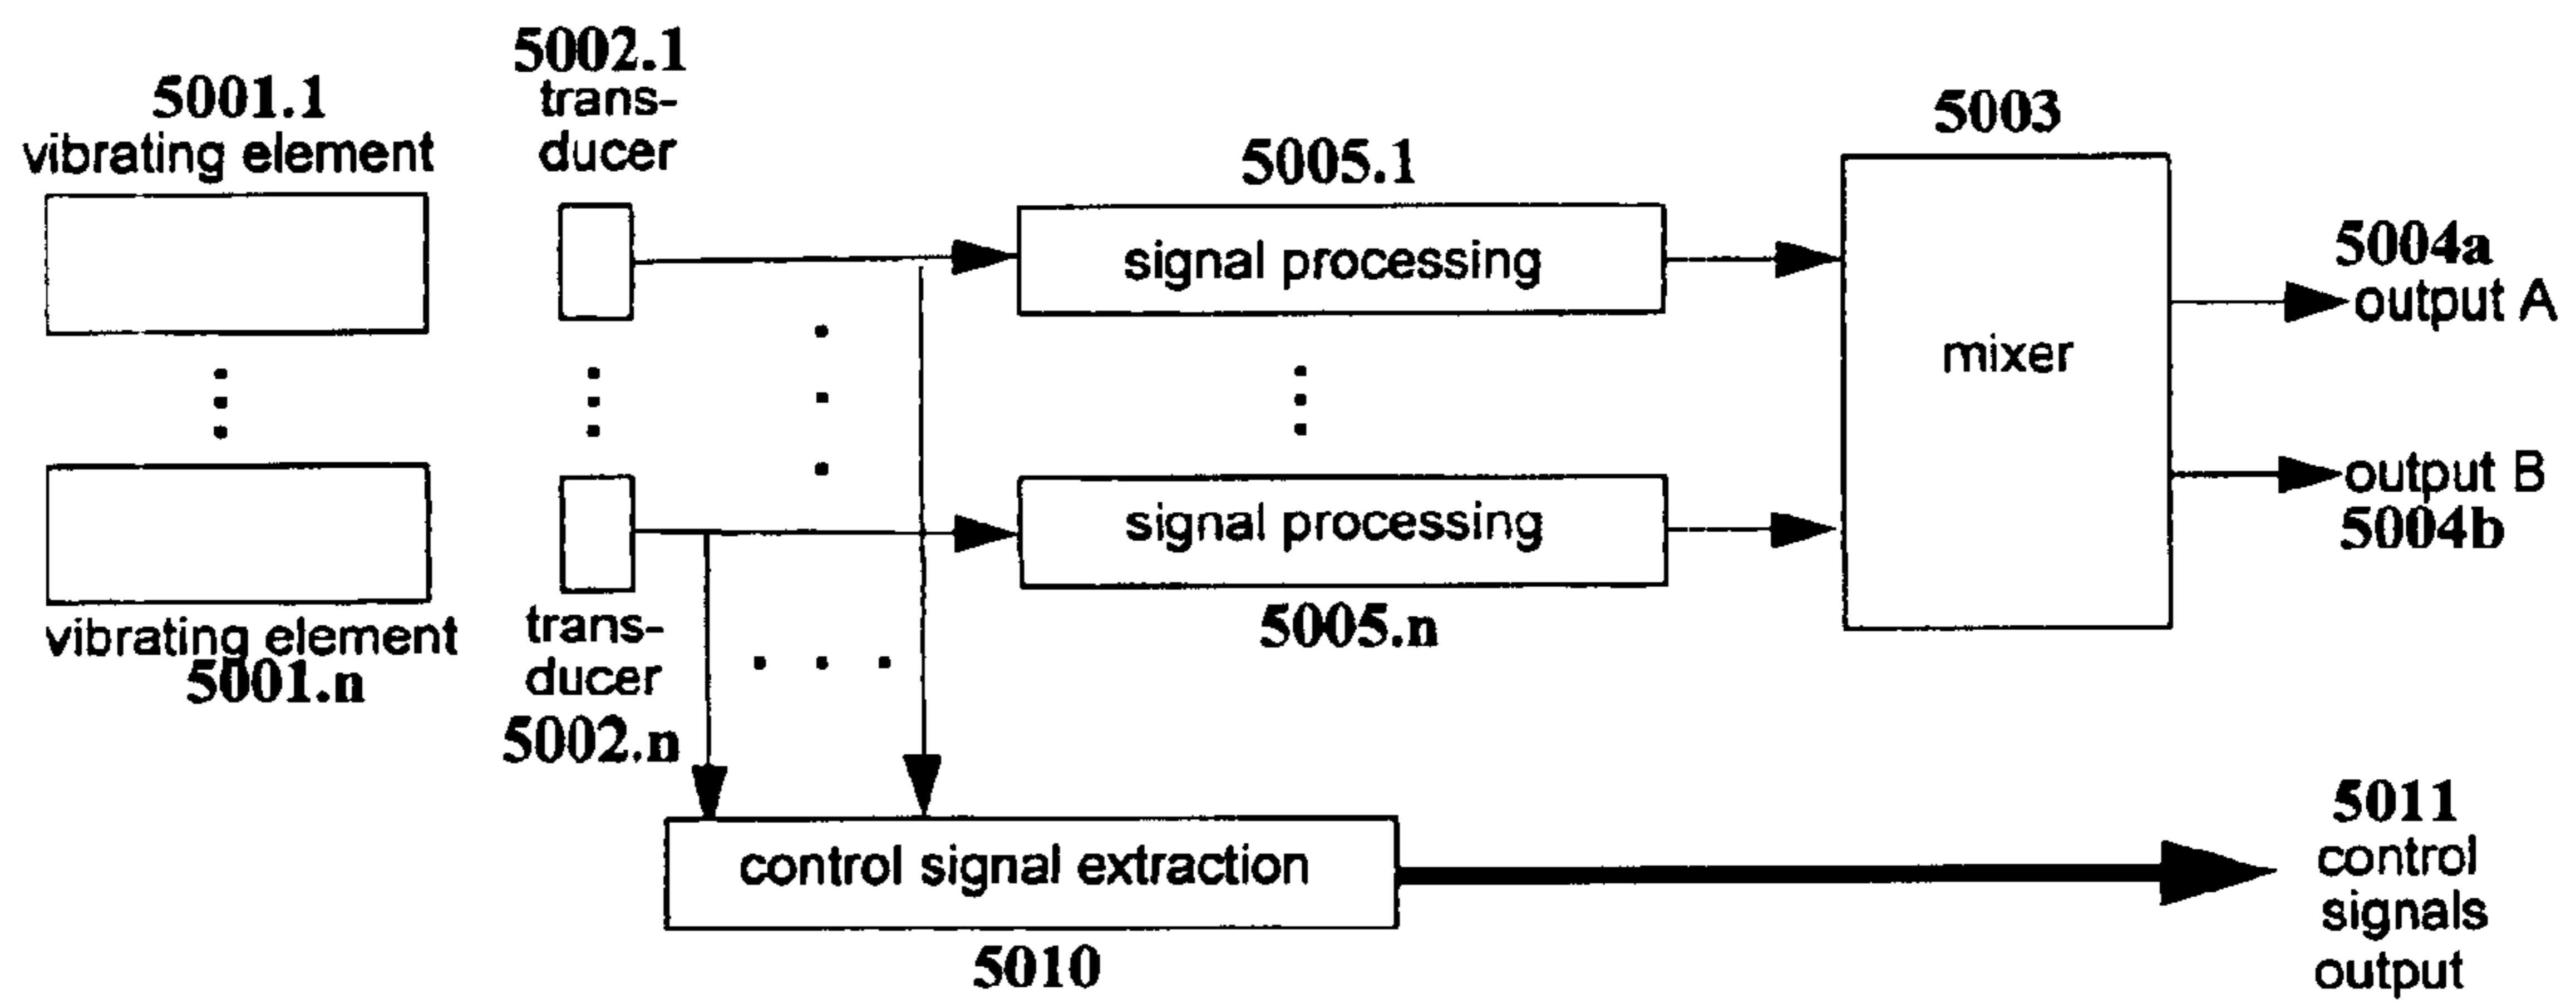 5001.1
vibrating element
5002.1
trans-
ducer
5005.1
signal processing
5003
mixer
5004a
output A
output B
5004b
signal processing
5005.n
vibrating element
5001.n
trans-
ducer
5002.n
control signal extraction
5010
5011
control
signals
output